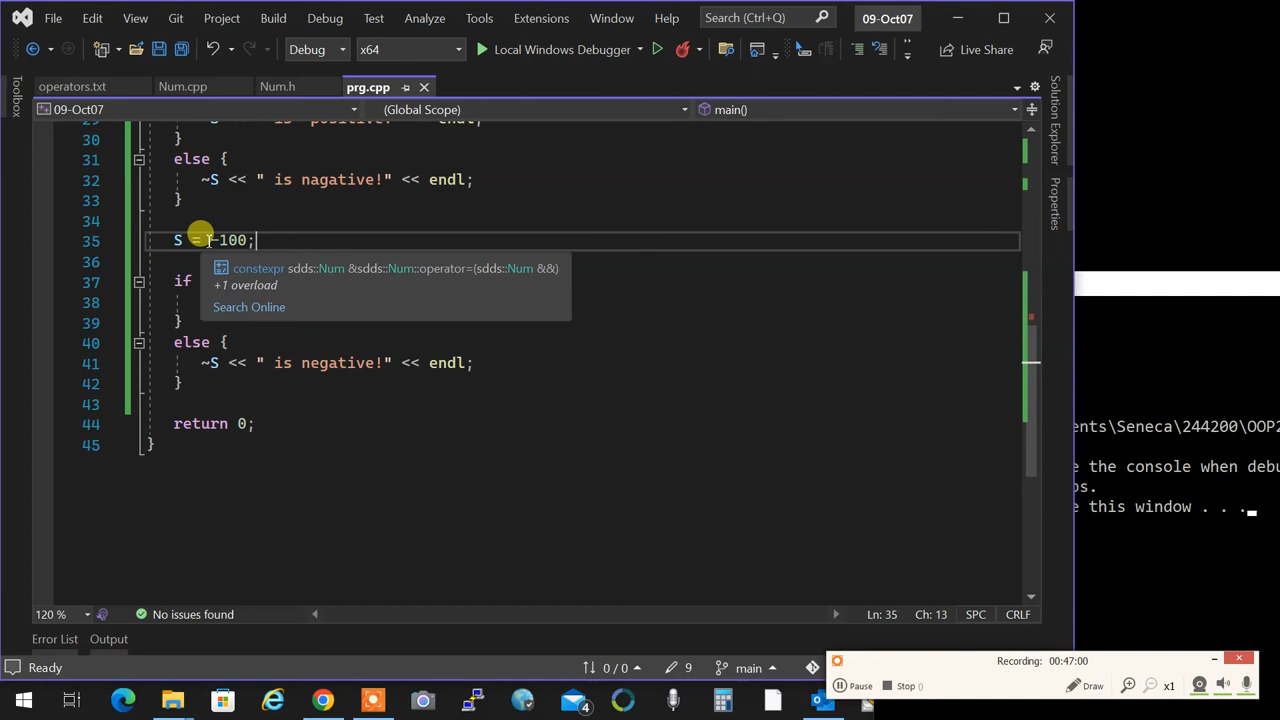 File Edit View Git Project Build Debug Test Analyze Tools Extensions Window Help Search (Ctrl+Q) 09-Oct07
Debug x64 Local Windows Debugger Live Share
operators.txt Num.cpp Num.h prg.cpp
Toolbox
Solution Explorer
Properties
09-Oct07 (Global Scope) main()
30 }
31 else {
32 ~S << " is nagative!" << endl;
33 }
34
35 S = -100;
36
constexpr sdds::Num &sdds::Num::operator=(sdds::Num &&)
+1 overload
Search Online
37 if
38
39 }
40 else {
41 ~S << " is negative!" << endl;
42 }
43
44 return 0;
45 }
ents\Seneca\244200\OOP2
e the console when debu
ps.
e this window . . .
120 % No issues found Ln: 35 Ch: 13 SPC CRLF
Error List Output
Ready 0 / 0 9 main
Recording: 00:47:00
Pause Stop () Draw x1
4